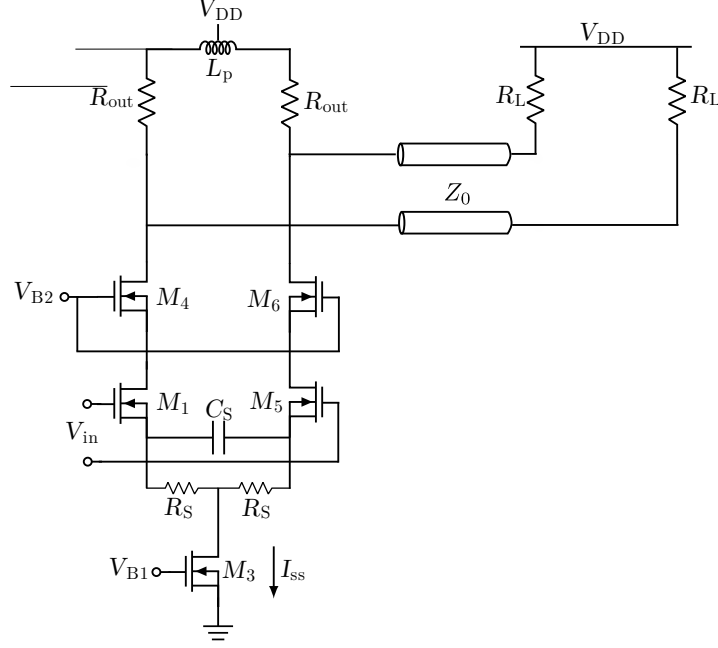 V_DD
V_DD
L_p
R_out
R_out
R_L
R_L
Z_0
V_B2
M_4
M_6
M_1
C_S
M_5
V_in
R_S
R_S
V_B1
M_3
I_ss